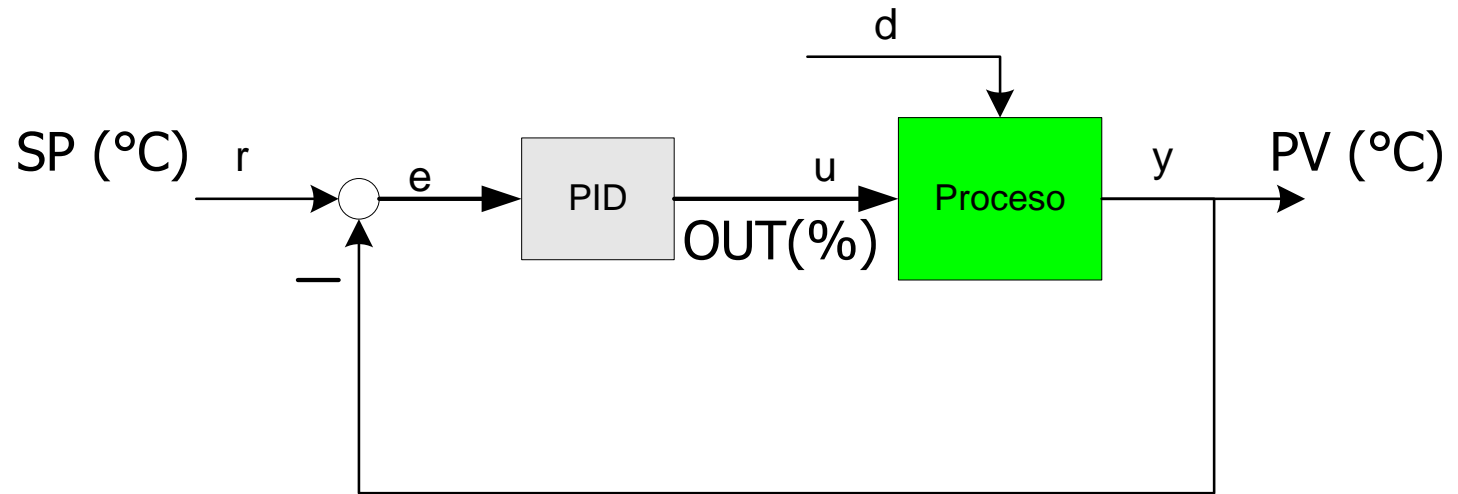 d
SP (°C)
r
e
PID
u
OUT(%)
Proceso
y
PV (°C)
—